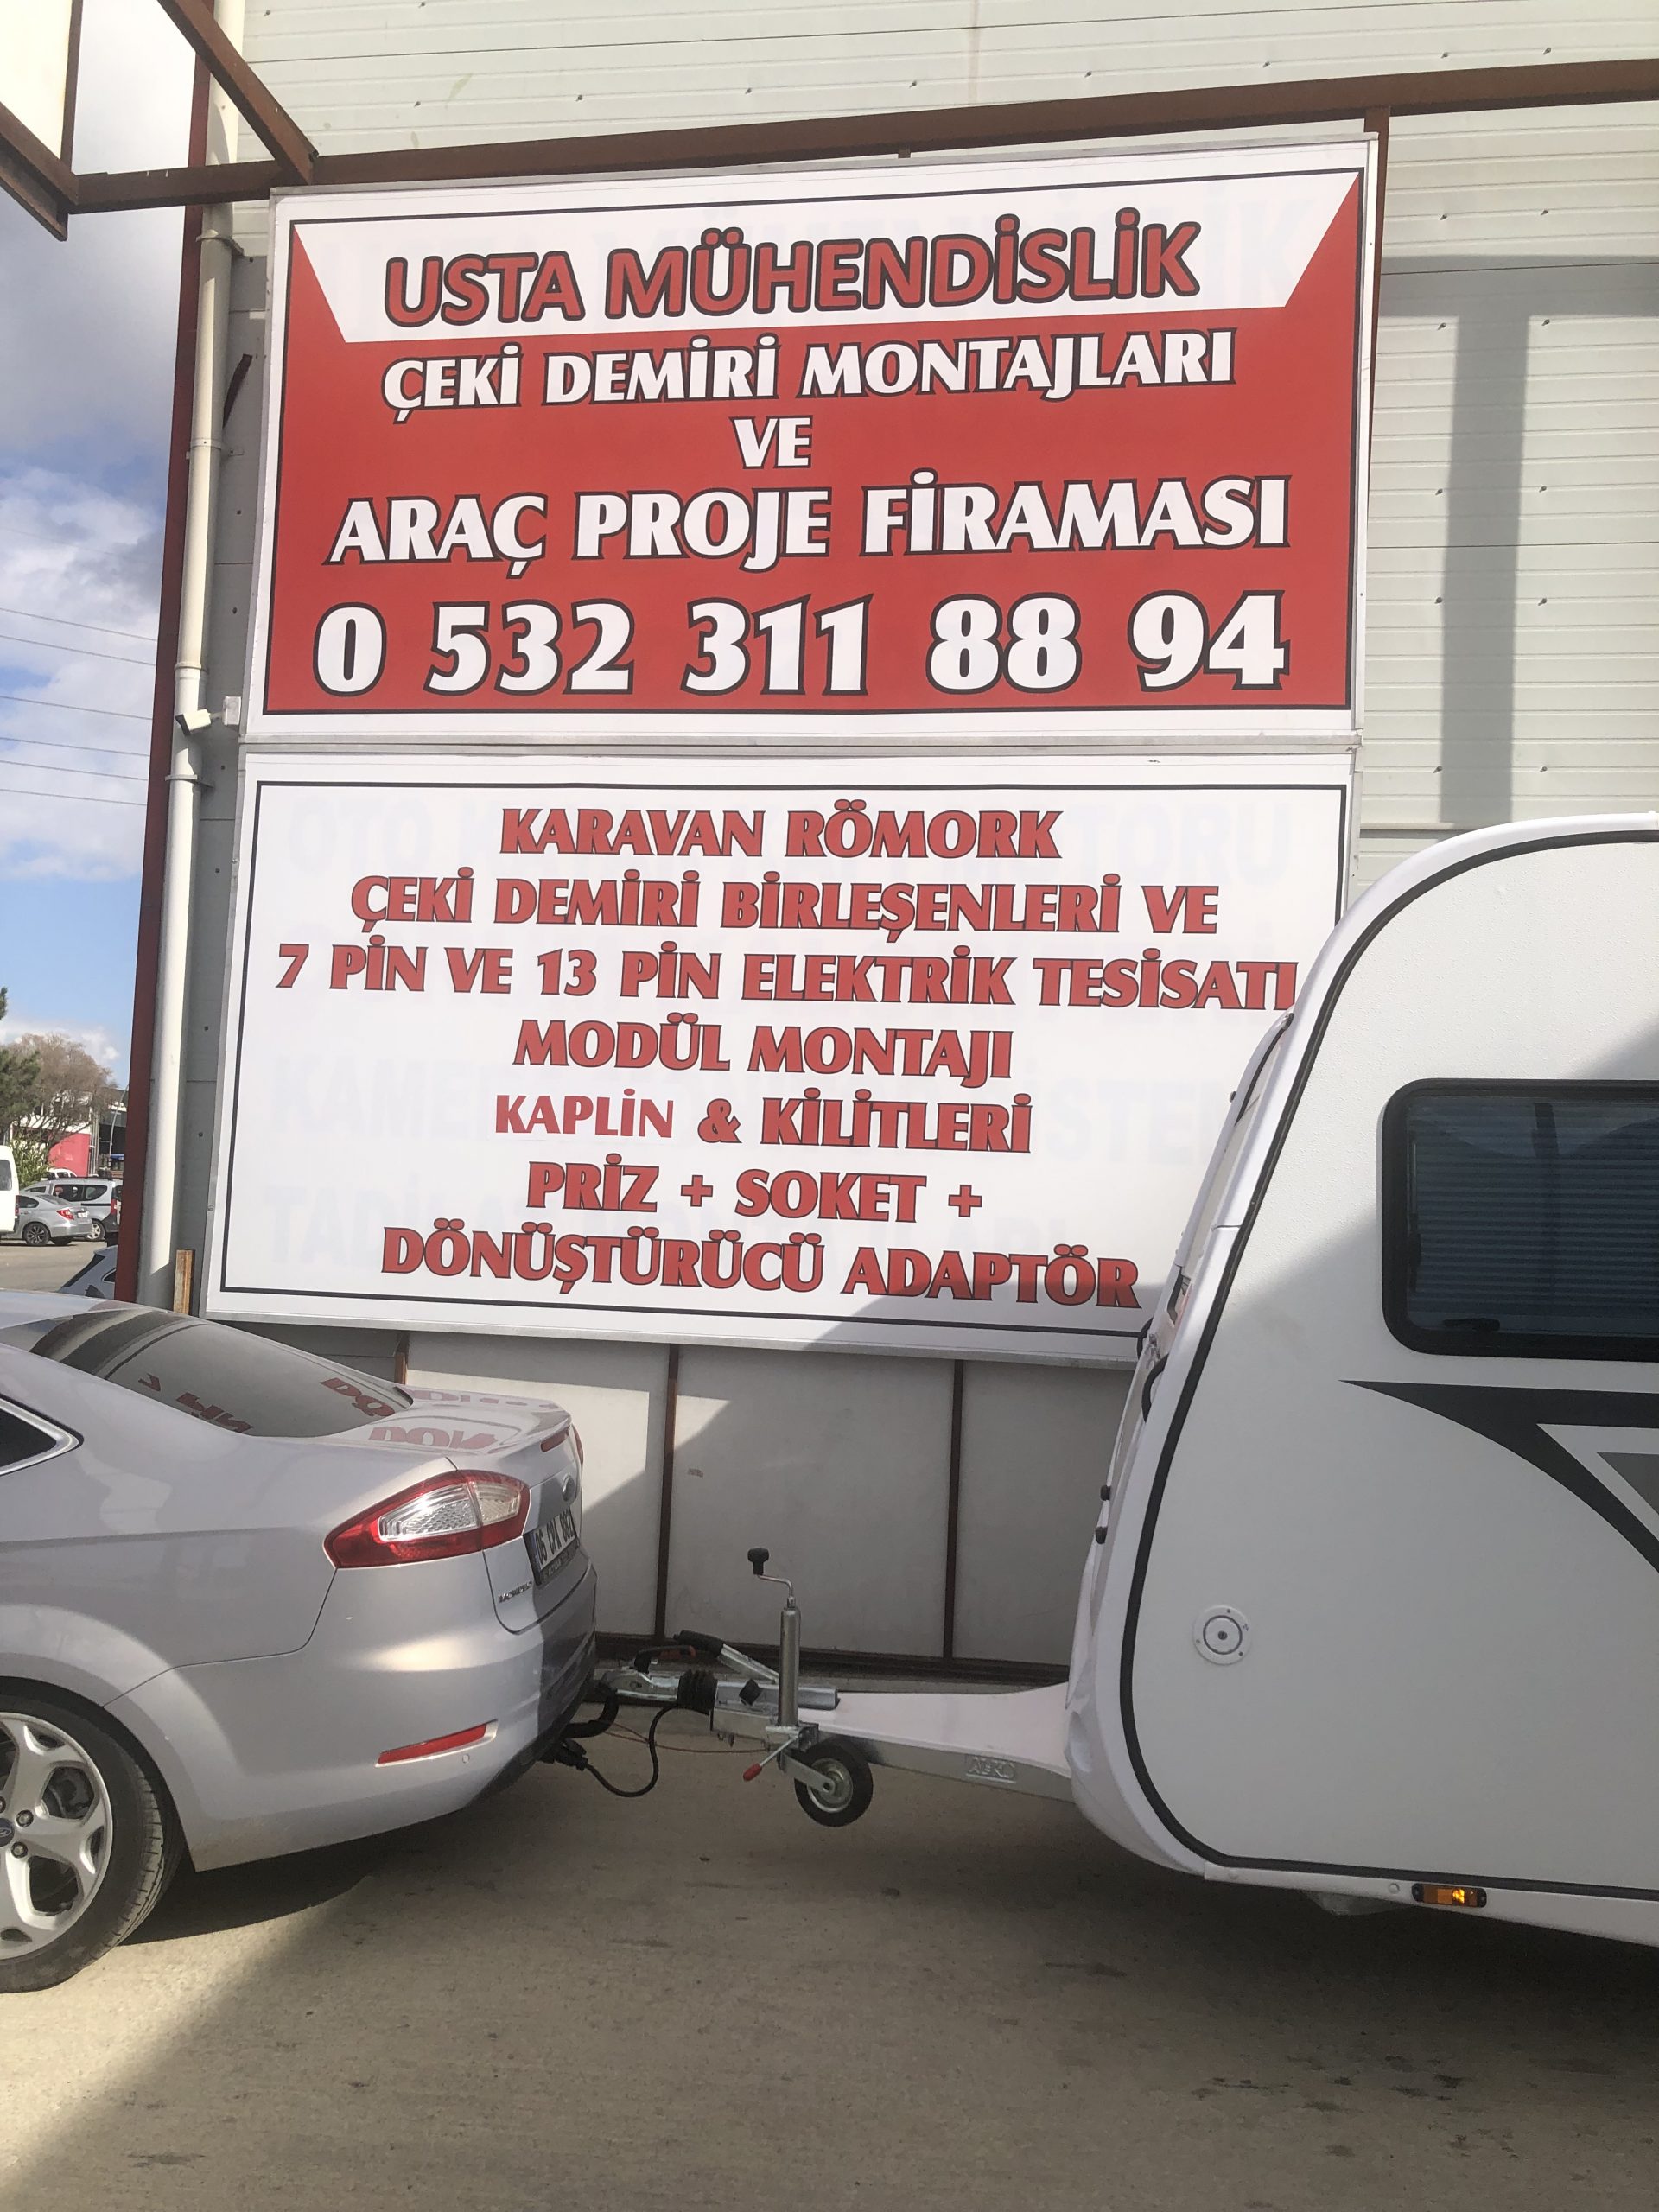 USTA MÜHENDİSLİK
ÇEKİ DEMİRİ MONTAJLARI
VE
ARAÇ PROJE FİRAMASI
0 532 311 88 94
KARAVAN RÖMORK
ÇEKİ DEMİRİ BİRLEŞENLERİ VE
7 PİN VE 13 PİN ELEKTRİK TESİSATI
MODÜL MONTAJI
KAPLİN & KİLİTLERİ
PRİZ + SOKET +
DÖNÜŞTÜRÜCÜ ADAPTÖR